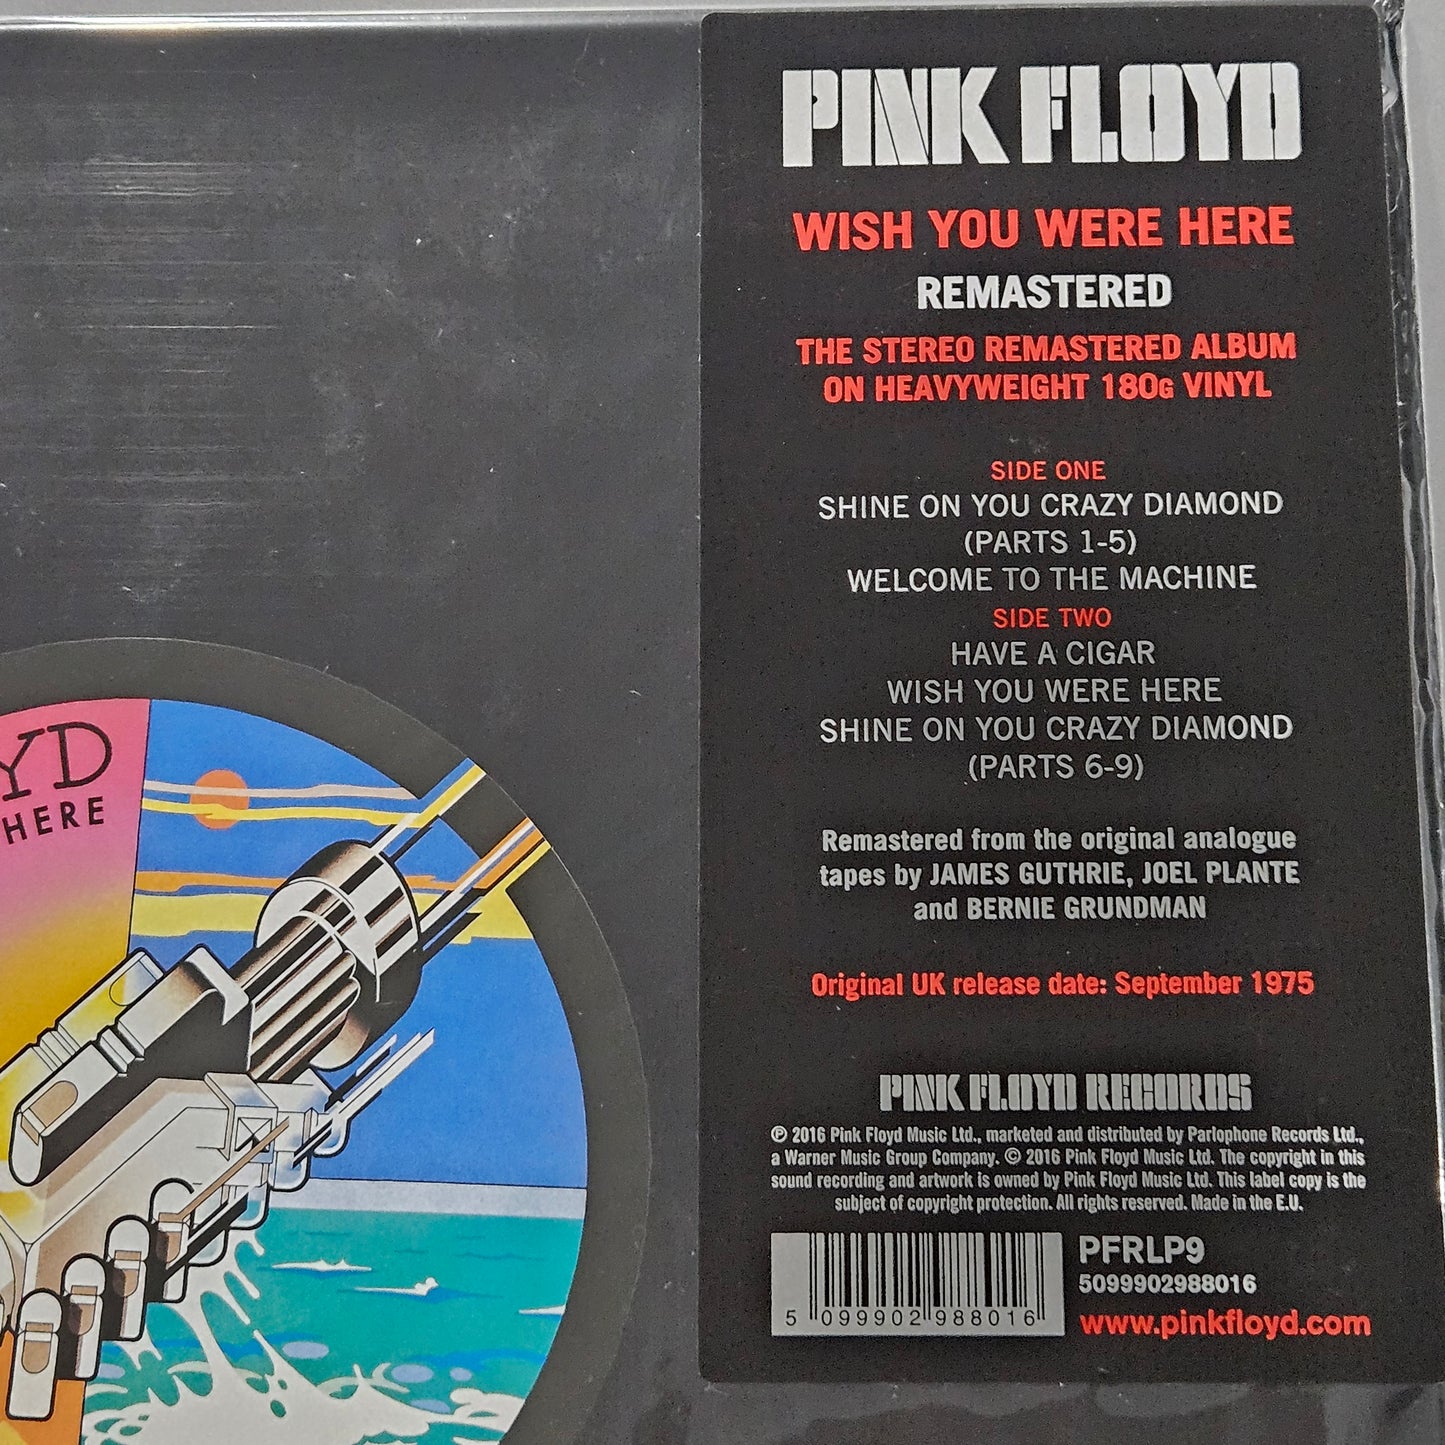 PINK FLOYD
WISH YOU WERE HERE
REMASTERED
THE STEREO REMASTERED ALBUM
ON HEAVYWEIGHT 180G VINYL
SIDE ONE
SHINE ON YOU CRAZY DIAMOND
(PARTS 1-5)
WELCOME TO THE MACHINE
SIDE TWO
HAVE A CIGAR
WISH YOU WERE HERE
SHINE ON YOU CRAZY DIAMOND
(PARTS 6-9)
Remastered from the original analogue
tapes by JAMES GUTHRIE, JOEL PLANTE
and BERNIE GRUNDMAN
Original UK release date: September 1975
PINK FLOYD RECORDS
℗ 2016 Pink Floyd Music Ltd., marketed and distributed by Parlophone Records Ltd.,
a Warner Music Group Company. © 2016 Pink Floyd Music Ltd. The copyright in this
sound recording and artwork is owned by Pink Floyd Music Ltd. This label copy is the
subject of copyright protection. All rights reserved. Made in the E.U.
PFRLP9
5099902988016
www.pinkfloyd.com
5 099902 988016
YD
HERE